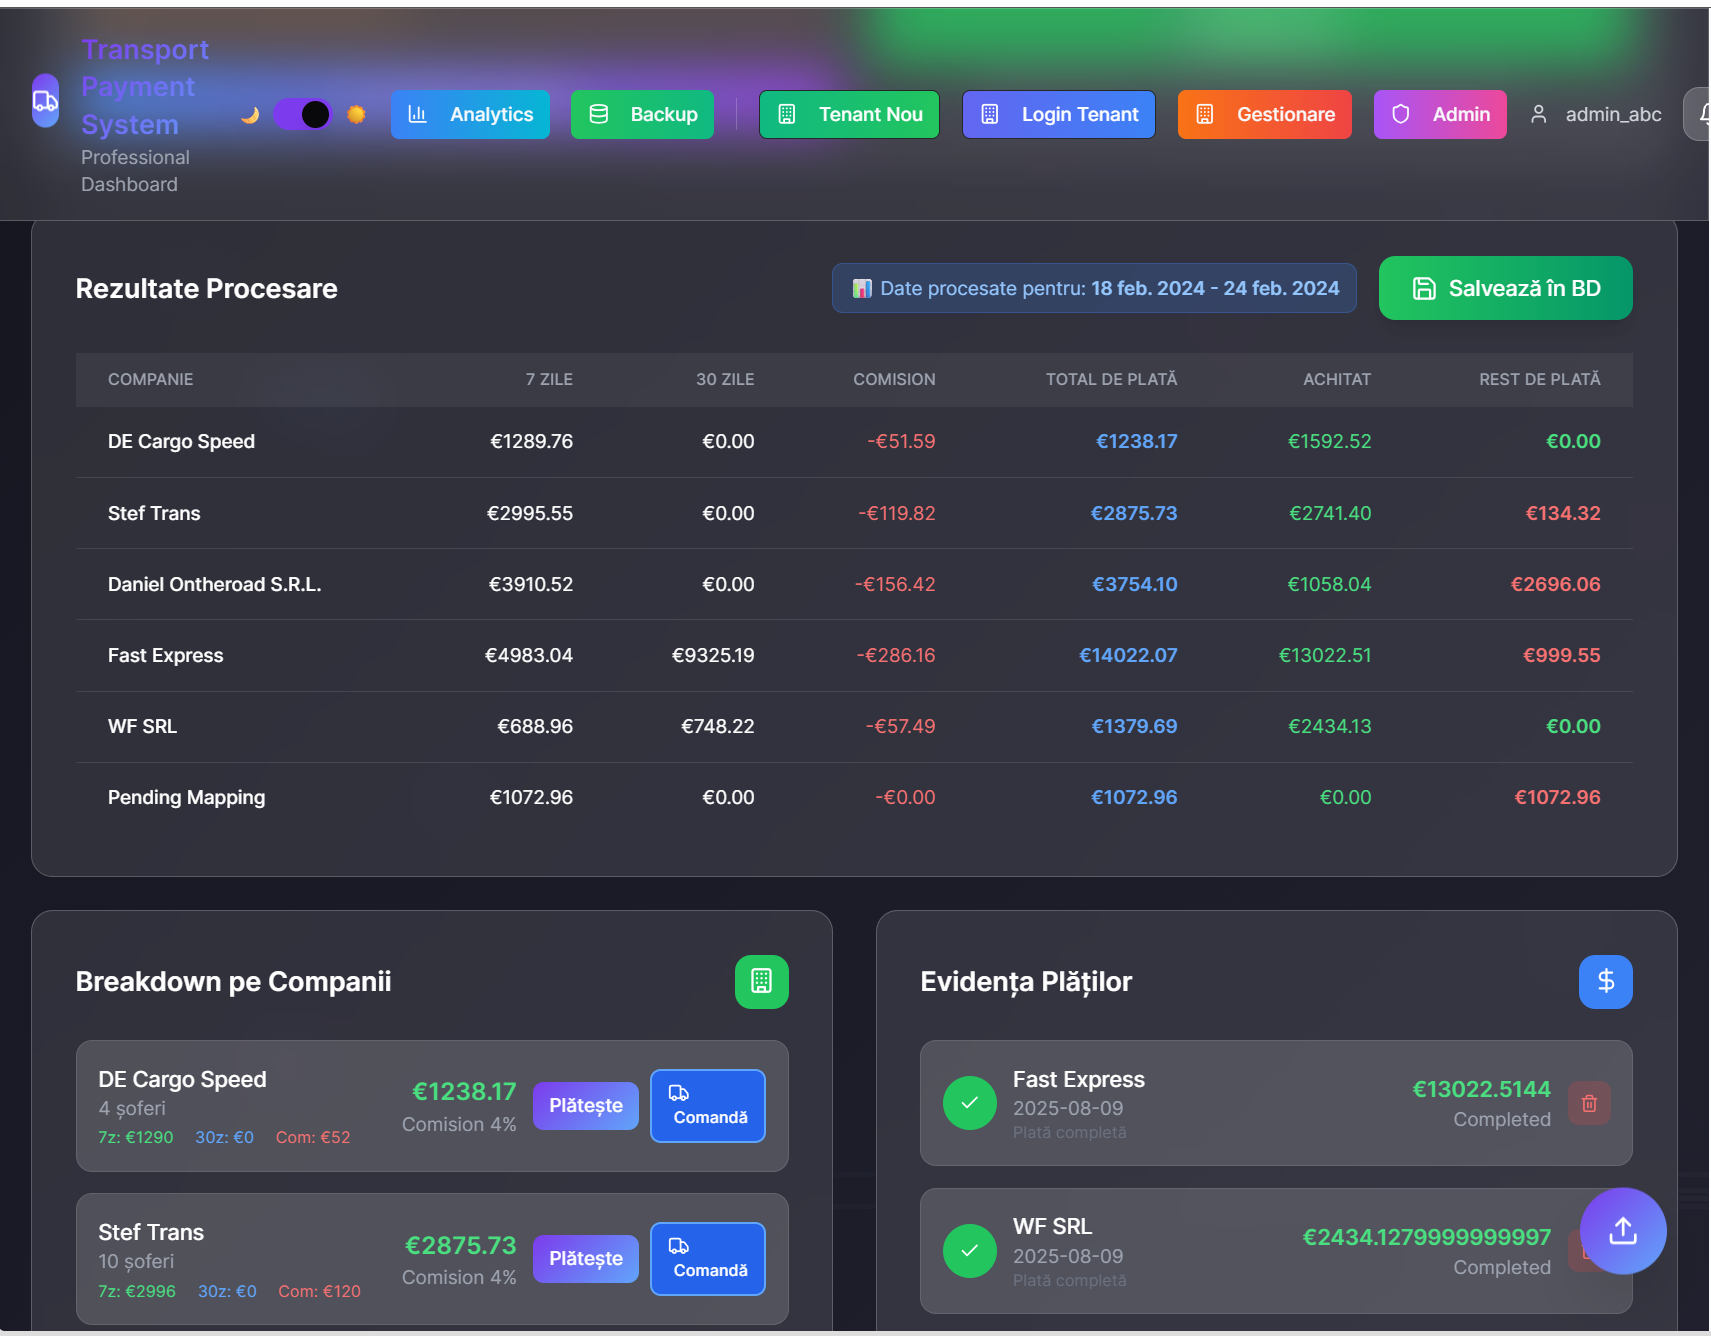 Transport
Payment
System
Professional
Dashboard
Analytics
Backup
Tenant Nou
Login Tenant
Gestionare
Admin
admin_abc
Rezultate Procesare
Date procesate pentru: 18 feb. 2024 - 24 feb. 2024
Salvează în BD
COMPANIE 7 ZILE 30 ZILE COMISION TOTAL DE PLATĂ ACHITAT REST DE PLATĂ
DE Cargo Speed €1289.76 €0.00 -€51.59 €1238.17 €1592.52 €0.00
Stef Trans €2995.55 €0.00 -€119.82 €2875.73 €2741.40 €134.32
Daniel Ontheroad S.R.L. €3910.52 €0.00 -€156.42 €3754.10 €1058.04 €2696.06
Fast Express €4983.04 €9325.19 -€286.16 €14022.07 €13022.51 €999.55
WF SRL €688.96 €748.22 -€57.49 €1379.69 €2434.13 €0.00
Pending Mapping €1072.96 €0.00 -€0.00 €1072.96 €0.00 €1072.96
Breakdown pe Companii
DE Cargo Speed
4 șoferi
7z: €1290 30z: €0 Com: €52
€1238.17
Comision 4%
Plătește
Comandă
Stef Trans
10 șoferi
7z: €2996 30z: €0 Com: €120
€2875.73
Comision 4%
Plătește
Comandă
Evidența Plăților
$
Fast Express
2025-08-09
Plată completă
€13022.5144
Completed
WF SRL
2025-08-09
Plată completă
€2434.1279999999997
Completed